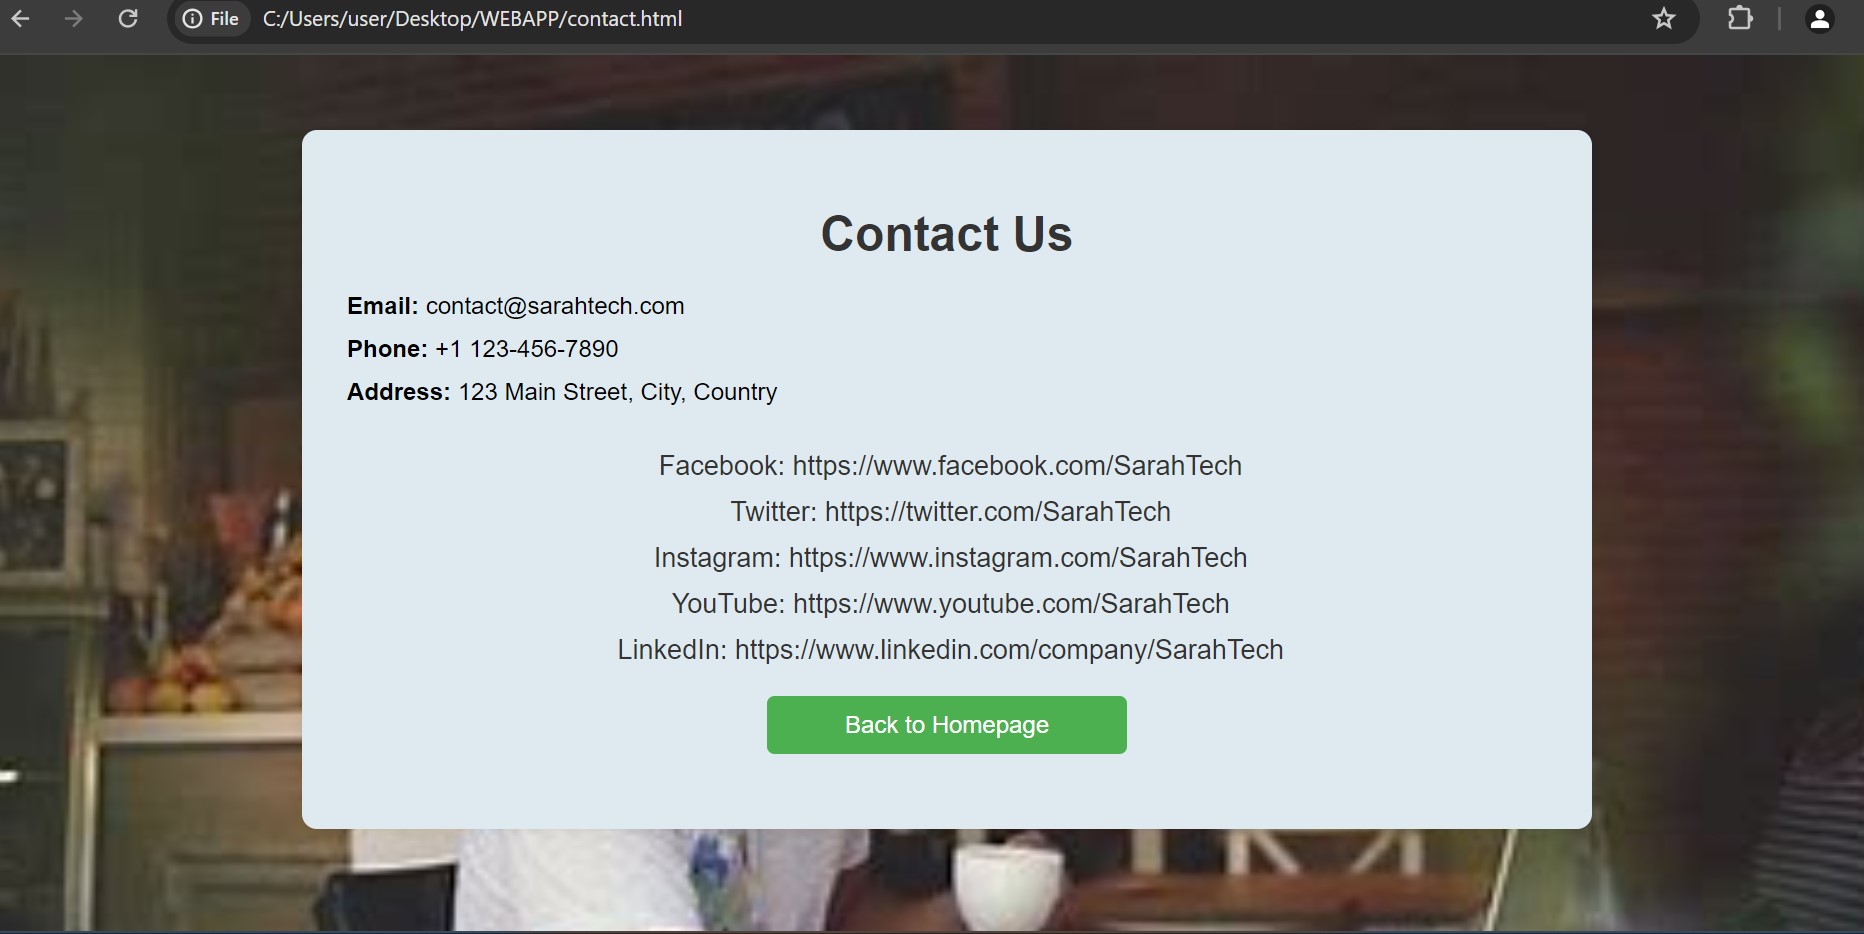 File C:/Users/user/Desktop/WEBAPP/contact.html
Contact Us
Email: contact@sarahtech.com
Phone: +1 123-456-7890
Address: 123 Main Street, City, Country
Facebook: https://www.facebook.com/SarahTech
Twitter: https://twitter.com/SarahTech
Instagram: https://www.instagram.com/SarahTech
YouTube: https://www.youtube.com/SarahTech
LinkedIn: https://www.linkedin.com/company/SarahTech
Back to Homepage